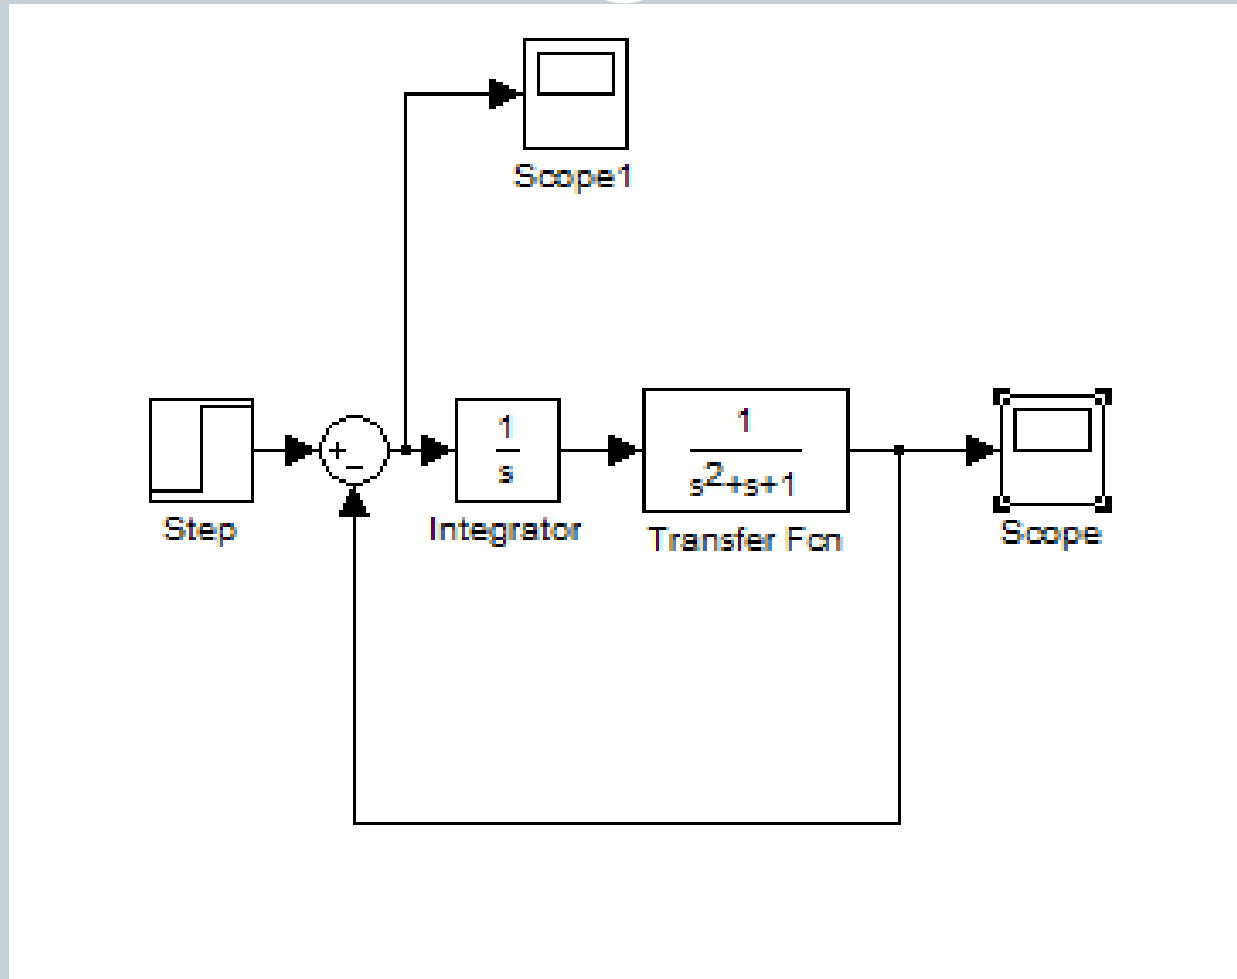 Scope1
+
−
1
s
1
s²+s+1
Step
Integrator
Transfer Fcn
Scope